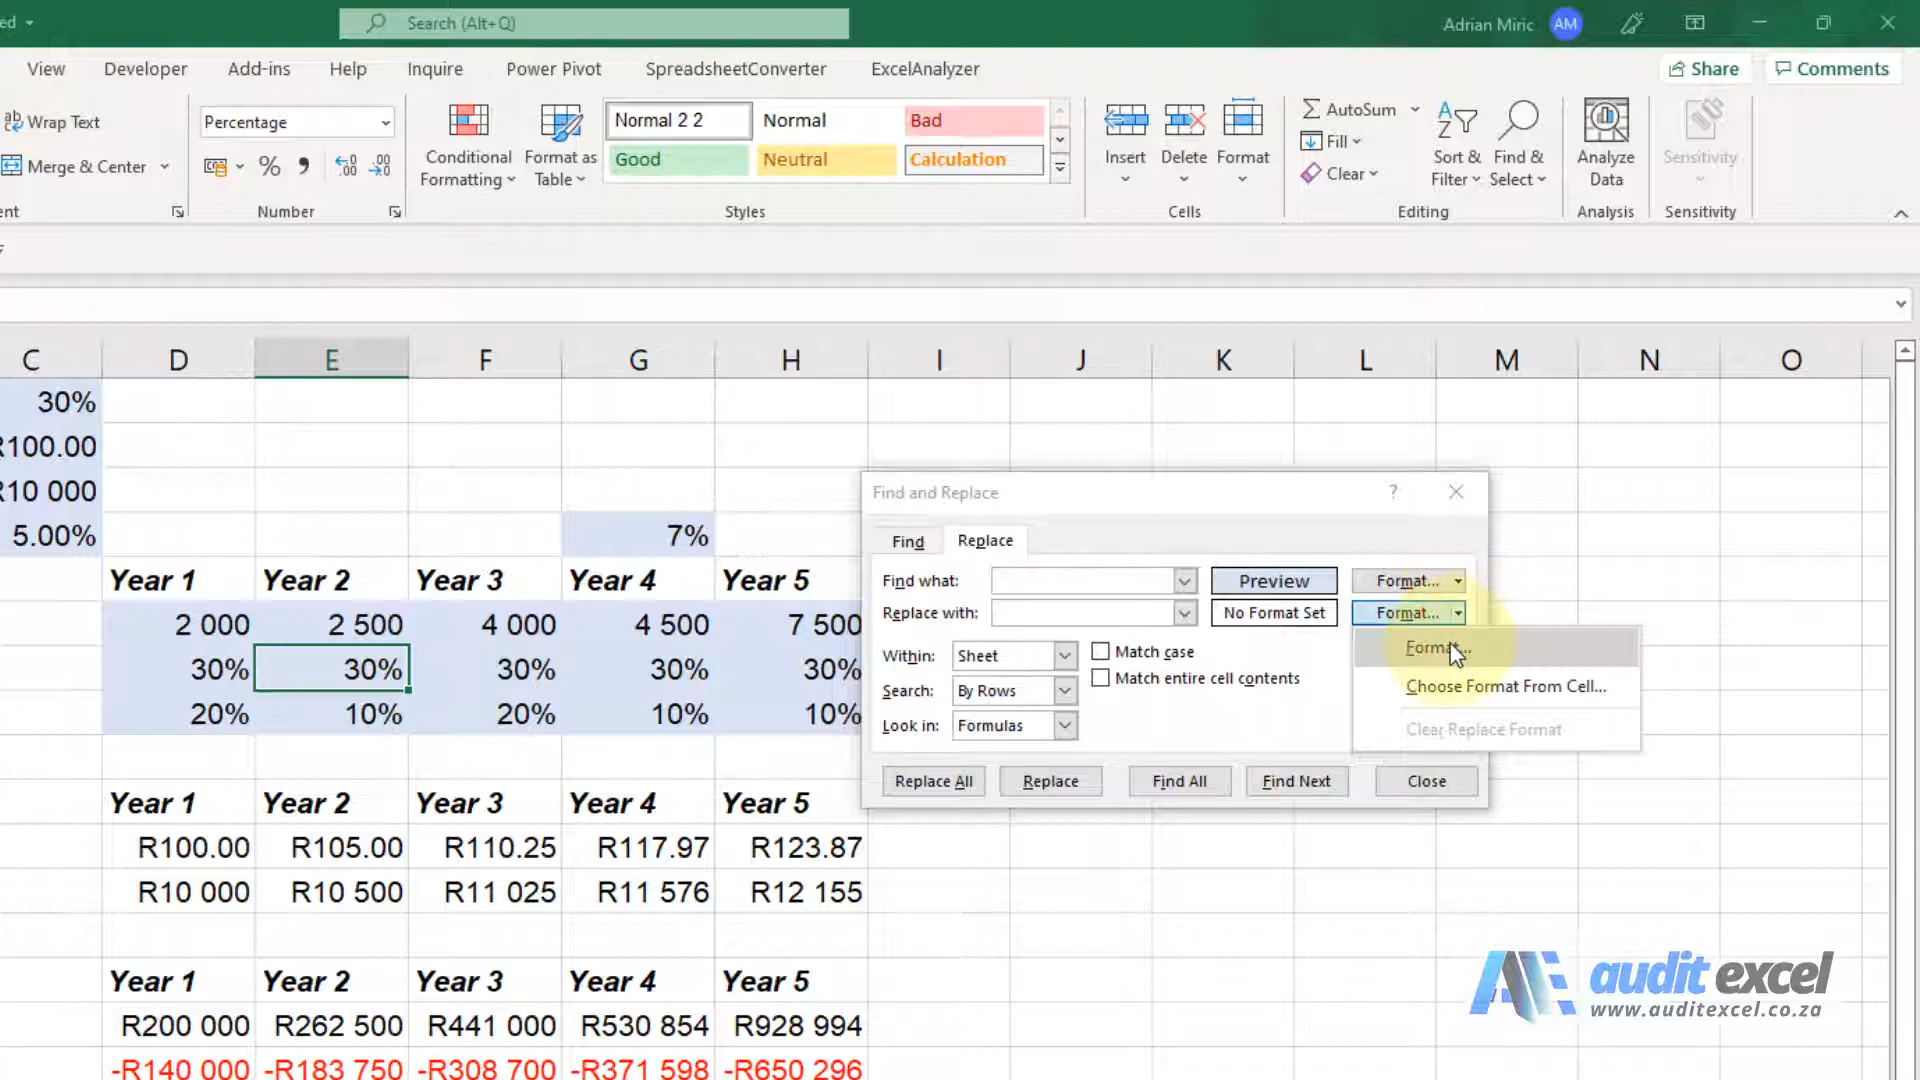 ed
Search (Alt+Q)
Adrian Miric
AM
View Developer Add-ins Help Inquire Power Pivot SpreadsheetConverter ExcelAnalyzer
Share
Comments
Wrap Text
Merge & Center
Percentage
%
Number
Conditional Formatting
Format as Table
Normal 2 2
Normal
Bad
Good
Neutral
Calculation
Styles
Insert
Delete
Format
Cells
AutoSum
Fill
Clear
Sort & Filter
Find & Select
Editing
Analyze Data
Analysis
Sensitivity
Sensitivity
C D E F G H I J K L M N O
30%
R100.00
R10 000
5.00% 7%
Year 1 Year 2 Year 3 Year 4 Year 5
2 000 2 500 4 000 4 500 7 500
30% 30% 30% 30% 30%
20% 10% 20% 10% 10%
Year 1 Year 2 Year 3 Year 4 Year 5
R100.00 R105.00 R110.25 R117.97 R123.87
R10 000 R10 500 R11 025 R11 576 R12 155
Year 1 Year 2 Year 3 Year 4 Year 5
R200 000 R262 500 R441 000 R530 854 R928 994
-R140 000 -R183 750 -R308 700 -R371 598 -R650 296
Find and Replace
?
Find Replace
Find what: Preview Format...
Replace with: No Format Set Format...
Format...
Choose Format From Cell...
Clear Replace Format
Within: Sheet
Match case
Search: By Rows
Match entire cell contents
Look in: Formulas
Replace All Replace Find All Find Next Close
audit excel
www.auditexcel.co.za